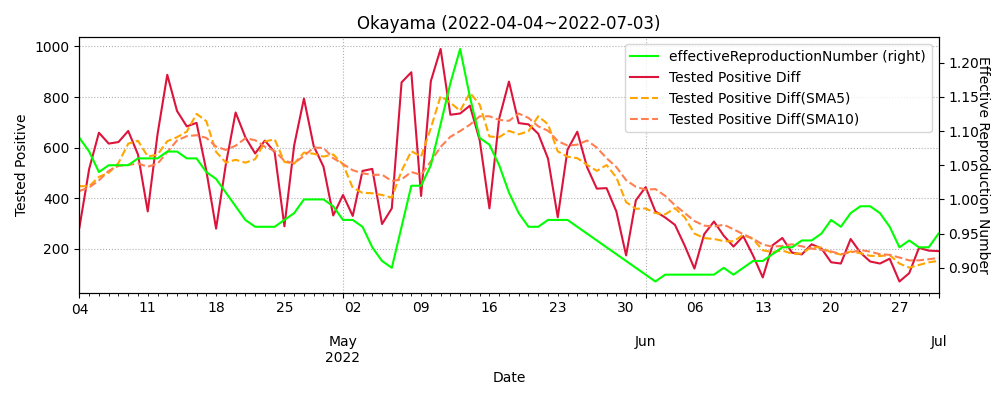 Okayama (2022-04-04~2022-07-03)
effectiveReproductionNumber (right)
Tested Positive Diff
Tested Positive Diff(SMA5)
Tested Positive Diff(SMA10)
Tested Positive
1000
800
600
400
200
Effective Reproduction Number
1.20
1.15
1.10
1.05
1.00
0.95
0.90
04 11 18 25 02 09 16 23 30 06 13 20 27
May Jun Jul
2022
Date